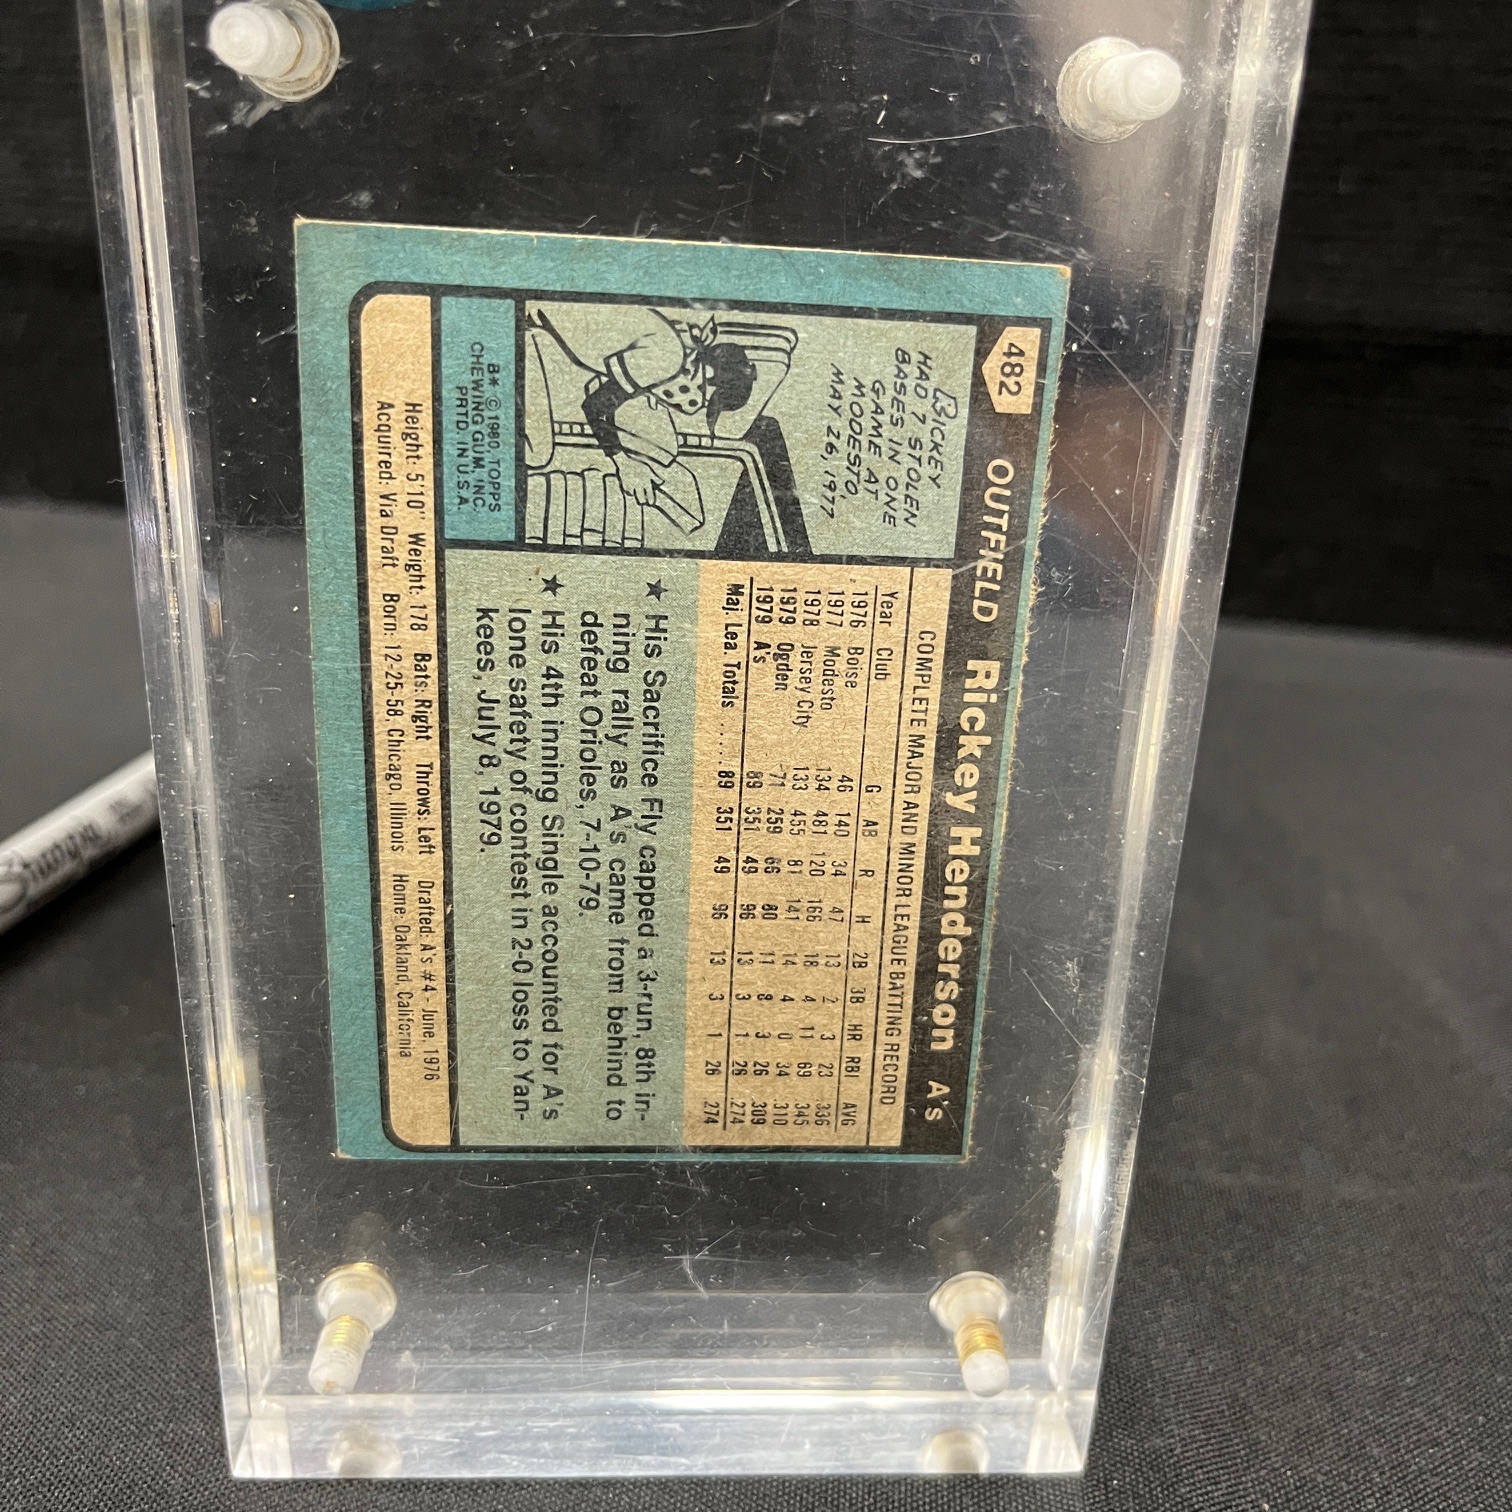 482 OUTFIELD Rickey Henderson A's
RICKEY
HAD 7 STOLEN
BASES IN ONE
GAME AT
MODESTO,
MAY 26, 1977
B* © 1980, TOPPS
CHEWING GUM, INC.
PRTD. IN U.S.A.
COMPLETE MAJOR AND MINOR LEAGUE BATTING RECORD
Year Club G AB R H 2B 3B HR RBI AVG
1976 Boise 46 140 34 47 13 2 3 23 .336
1977 Modesto 134 481 120 166 18 4 11 69 .345
1978 Jersey City 133 455 81 141 14 4 0 34 .310
1979 Ogden 71 259 66 80 11 8 3 26 .309
1979 A's 89 351 49 96 13 3 1 26 .274
Maj. Lea. Totals ...... 89 351 49 96 13 3 1 26 .274
★ His Sacrifice Fly capped a 3-run, 8th in-
ning rally as A's came from behind to
defeat Orioles, 7-10-79.
★ His 4th inning Single accounted for A's
lone safety of contest in 2-0 loss to Yan-
kees, July 8, 1979.
Height: 5'10" Weight: 178 Bats: Right Throws: Left Drafted: A's #4 - June, 1976
Acquired: Via Draft Born: 12-25-58, Chicago, Illinois Home: Oakland, California
Sharpie